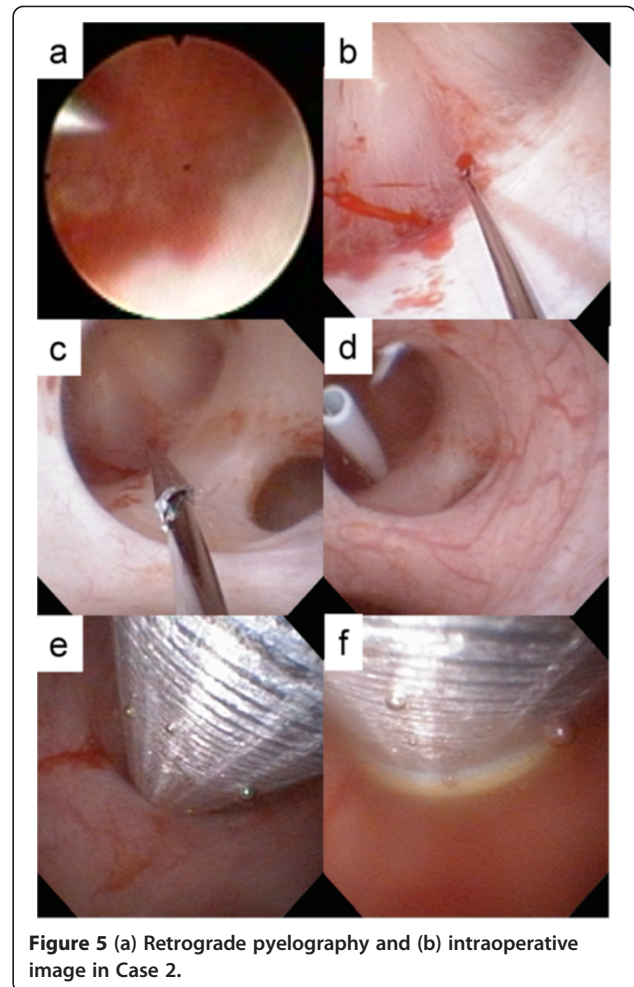 a
b
c
d
e
f
Figure 5 (a) Retrograde pyelography and (b) intraoperative
image in Case 2.